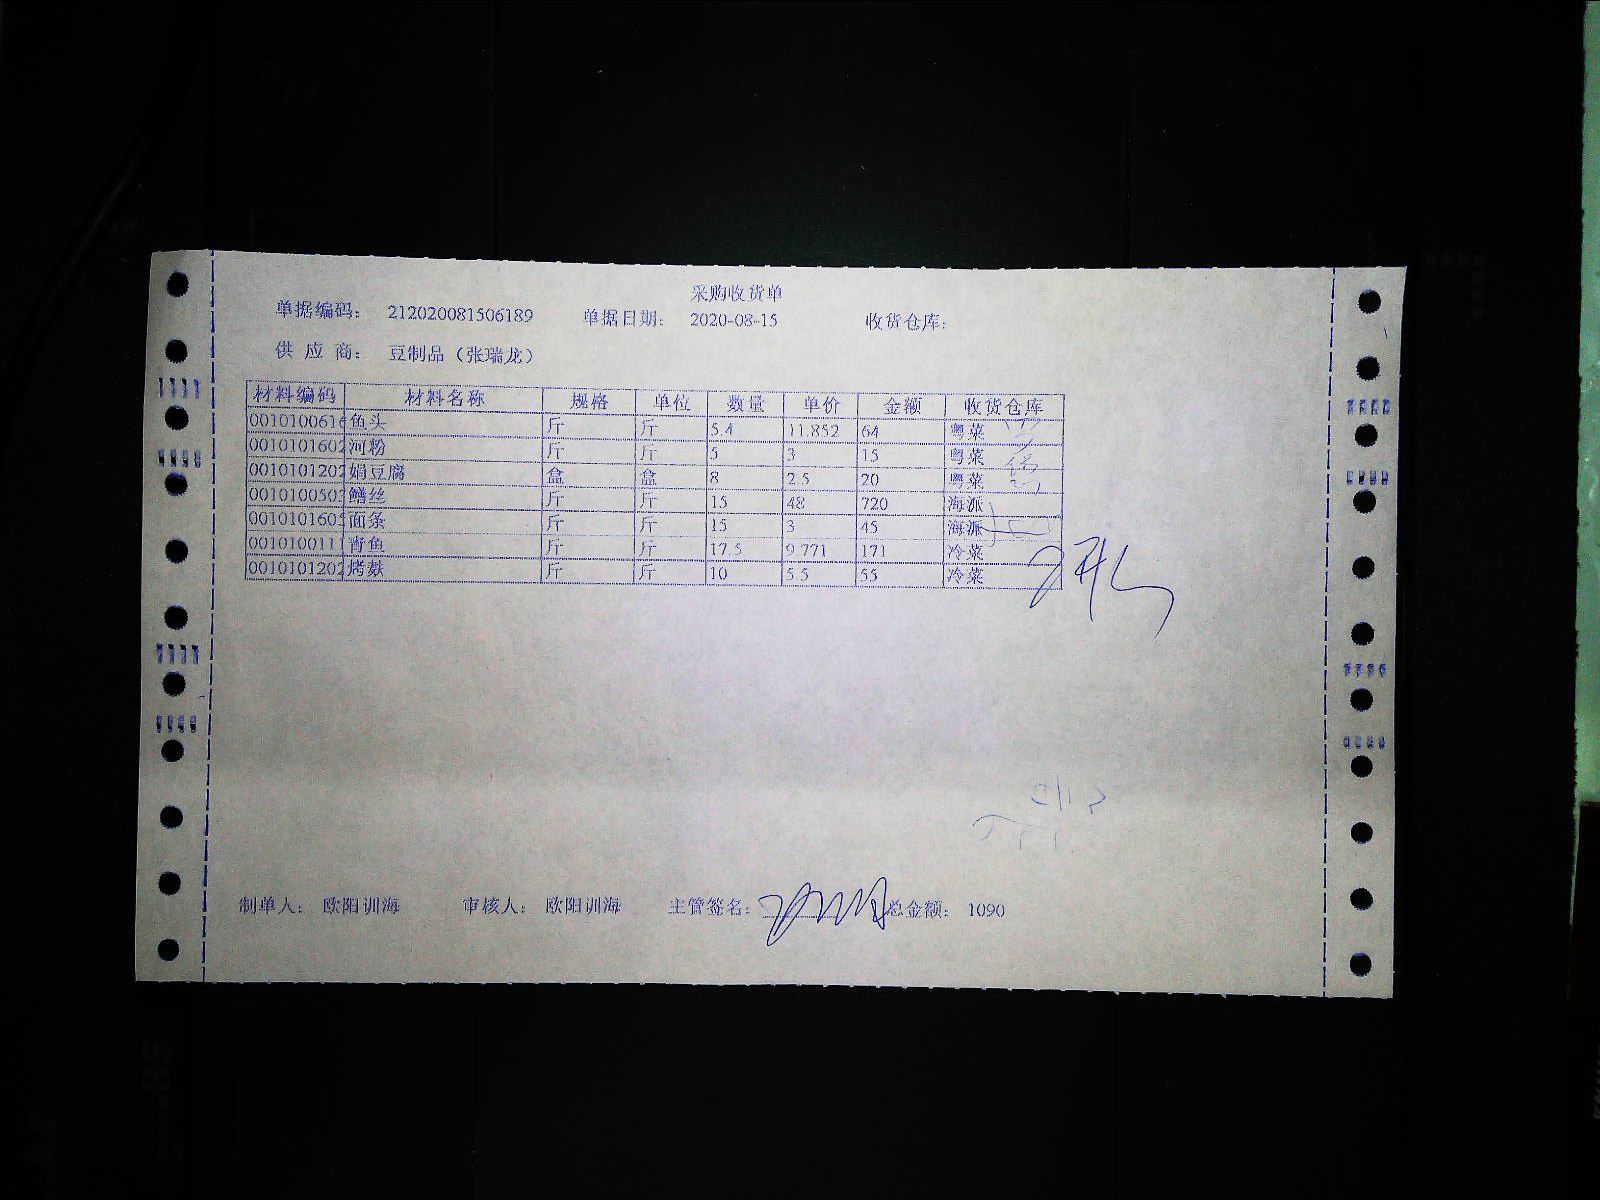 采购收货单
单据编码: 212020081506189 单据日期: 2020-08-15 收货仓库:
供 应 商: 豆制品（张瑞龙）
材料编码 材料名称 规格 单位 数量 单价 金额 收货仓库
0010100616 鱼头 斤 斤 5.4 11.852 64 粤菜
0010101602 河粉 斤 斤 5 3 15 粤菜
0010101202 娟豆腐 盒 盒 8 2.5 20 粤菜
0010100503 鳝丝 斤 斤 15 48 720 海派
0010101605 面条 斤 斤 15 3 45 海派
0010100111 青鱼 斤 斤 17.5 9.771 171 冷菜
0010101202 烤麸 斤 斤 10 5.5 55 冷菜
制单人: 欧阳训海 审核人: 欧阳训海 主管签名: 总金额: 1090